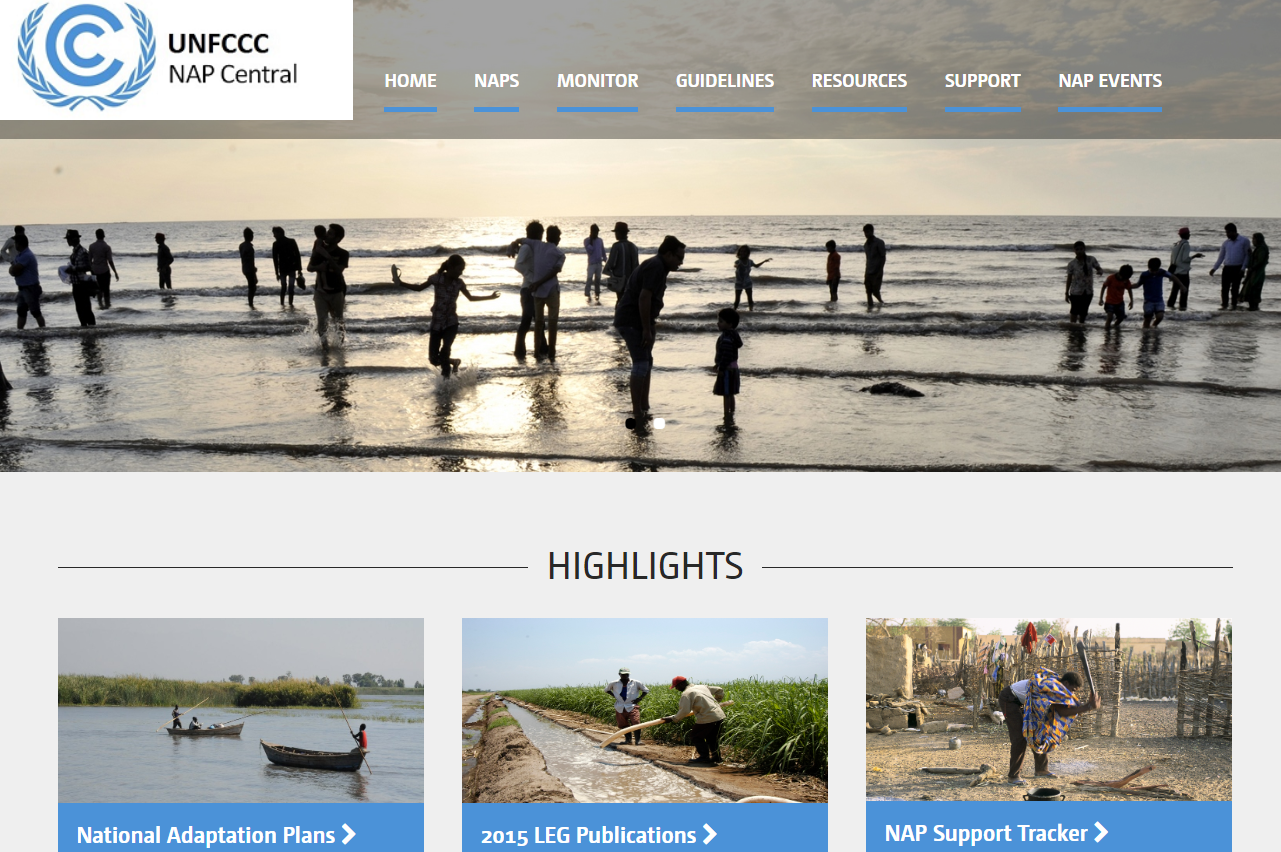 UNFCCC
NAP Central
HOME NAPS MONITOR GUIDELINES RESOURCES SUPPORT NAP EVENTS
HIGHLIGHTS
National Adaptation Plans
2015 LEG Publications
NAP Support Tracker